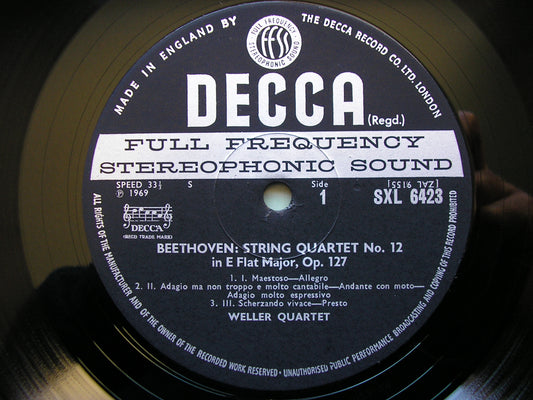 MADE IN ENGLAND BY
THE DECCA RECORD CO. LTD. LONDON
FULL FREQUENCY
ffss
STEREOPHONIC SOUND
DECCA (Regd.)
FULL FREQUENCY
STEREOPHONIC SOUND
SPEED 33⅓
S
Side
1
(ZAL 9155)
℗ 1969
SXL 6423
DECCA
(REGD TRADE MARK)
BEETHOVEN: STRING QUARTET No. 12
in E Flat Major, Op. 127
1. I. Maestoso—Allegro
2. II. Adagio ma non troppo e molto cantabile—Andante con moto—
Adagio molto espressivo
3. III. Scherzando vivace—Presto
WELLER QUARTET
ALL RIGHTS OF THE MANUFACTURER AND OF THE OWNER OF THE RECORDED WORK RESERVED - UNAUTHORISED PUBLIC PERFORMANCE BROADCASTING AND COPYING OF THIS RECORD PROHIBITED